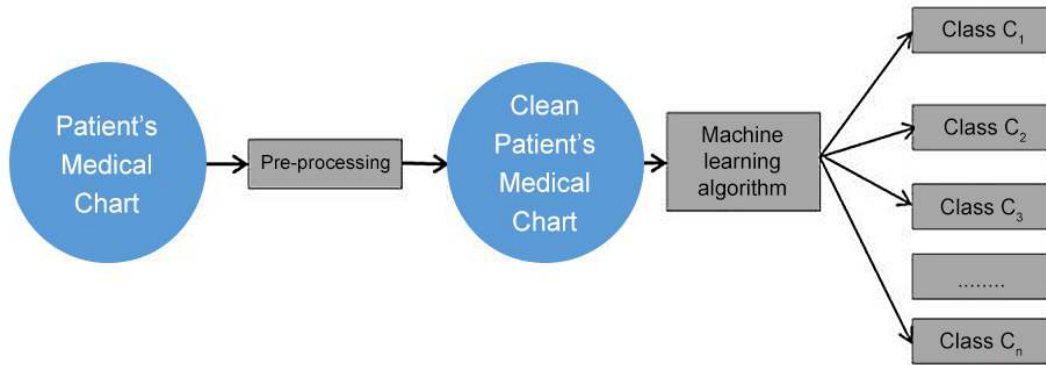 Patient's
Medical
Chart
Pre-processing
Clean
Patient's
Medical
Chart
Machine
learning
algorithm
Class C₁
Class C₂
Class C₃
........
Class Cₙ